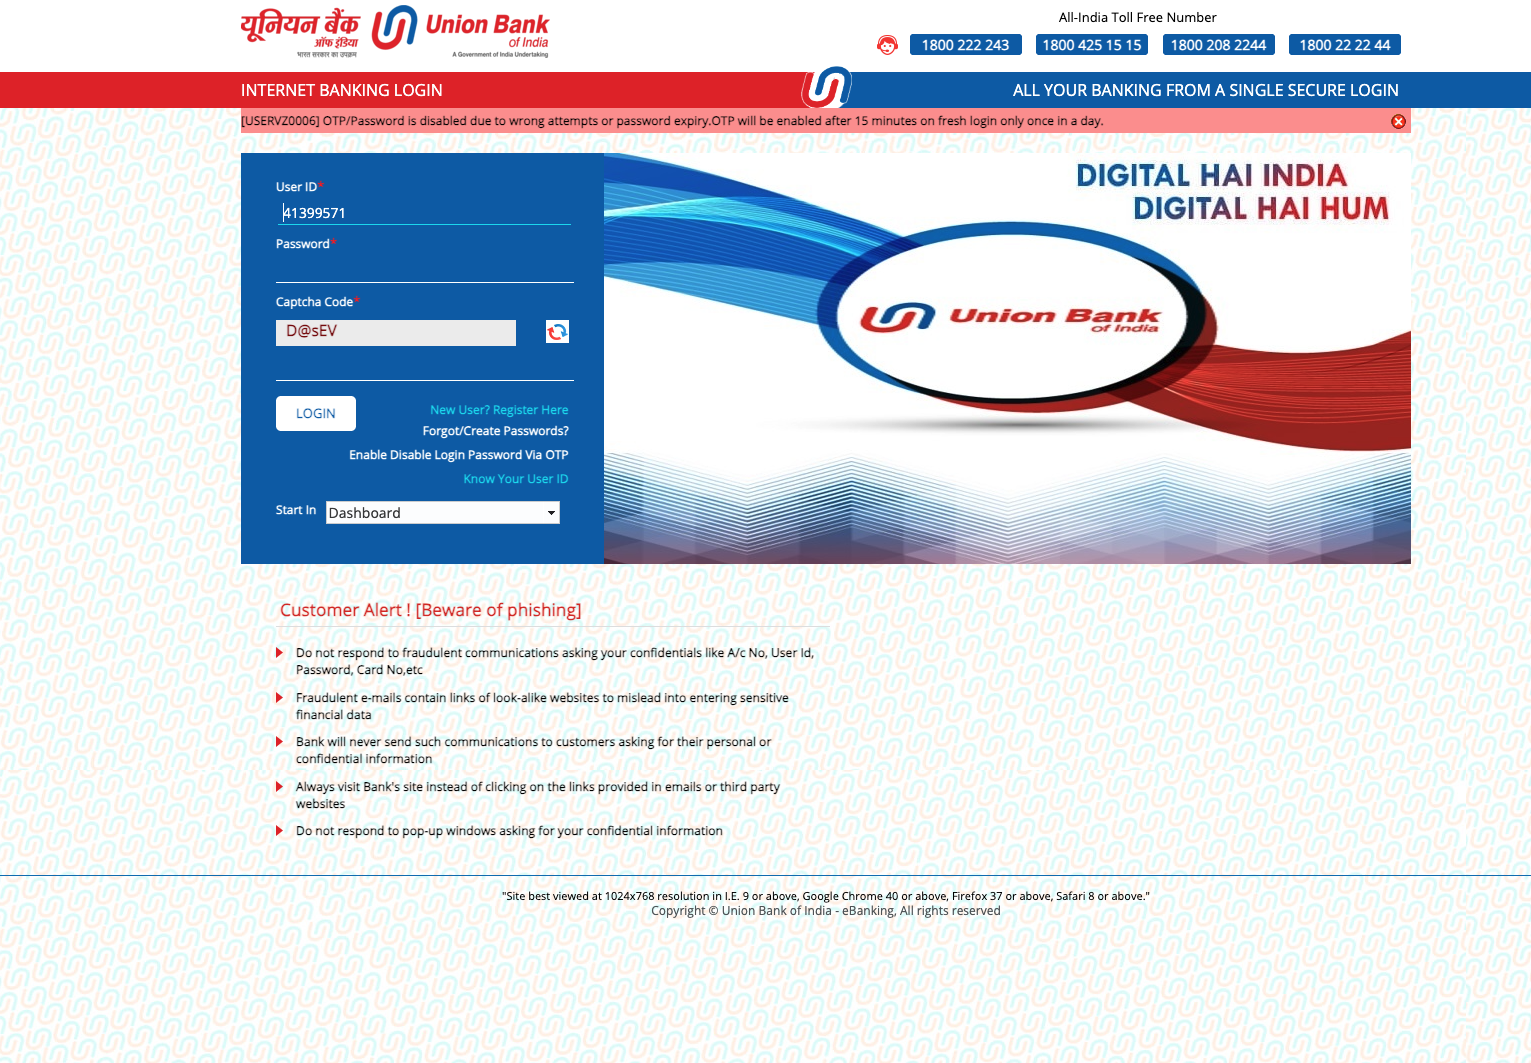 यूनियन बैंक
ऑफ इंडिया
भारत सरकार का उपक्रम
Union Bank
of India
A Government of India Undertaking
All-India Toll Free Number
1800 222 243
1800 425 15 15
1800 208 2244
1800 22 22 44
INTERNET BANKING LOGIN
ALL YOUR BANKING FROM A SINGLE SECURE LOGIN
[USERVZ0006] OTP/Password is disabled due to wrong attempts or password expiry.OTP will be enabled after 15 minutes on fresh login only once in a day.
User ID*
41399571
Password*
Captcha Code*
D@sEV
LOGIN
New User? Register Here
Forgot/Create Passwords?
Enable Disable Login Password Via OTP
Know Your User ID
Start In
Dashboard
DIGITAL HAI INDIA
DIGITAL HAI HUM
Union Bank
of India
Customer Alert ! [Beware of phishing]
Do not respond to fraudulent communications asking your confidentials like A/c No, User Id,
Password, Card No,etc
Fraudulent e-mails contain links of look-alike websites to mislead into entering sensitive
financial data
Bank will never send such communications to customers asking for their personal or
confidential information
Always visit Bank's site instead of clicking on the links provided in emails or third party
websites
Do not respond to pop-up windows asking for your confidential information
"Site best viewed at 1024x768 resolution in I.E. 9 or above, Google Chrome 40 or above, Firefox 37 or above, Safari 8 or above."
Copyright © Union Bank of India - eBanking, All rights reserved